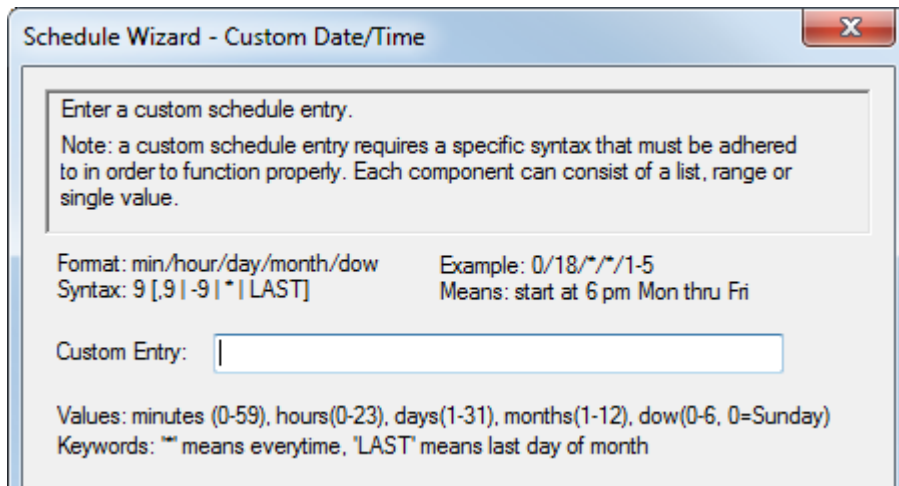 Schedule Wizard - Custom Date/Time
Enter a custom schedule entry.
Note: a custom schedule entry requires a specific syntax that must be adhered
to in order to function properly. Each component can consist of a list, range or
single value.
Format: min/hour/day/month/dow
Example: 0/18/*/*/1-5
Syntax: 9 [,9 | -9 | * | LAST]
Means: start at 6 pm Mon thru Fri
Custom Entry:
Values: minutes (0-59), hours(0-23), days(1-31), months(1-12), dow(0-6, 0=Sunday)
Keywords: '*' means everytime, 'LAST' means last day of month